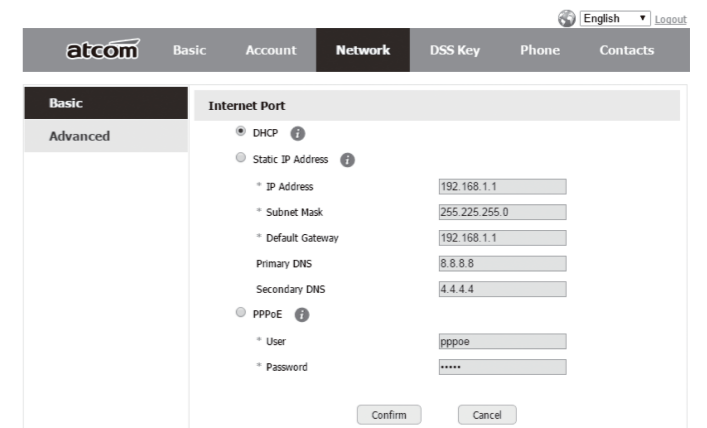 English Logout
atcom Basic Account Network DSS Key Phone Contacts
Basic
Advanced
Internet Port
DHCP i
Static IP Address i
* IP Address 192.168.1.1
* Subnet Mask 255.225.255.0
* Default Gateway 192.168.1.1
Primary DNS 8.8.8.8
Secondary DNS 4.4.4.4
PPPoE i
* User pppoe
* Password •••••
Confirm Cancel